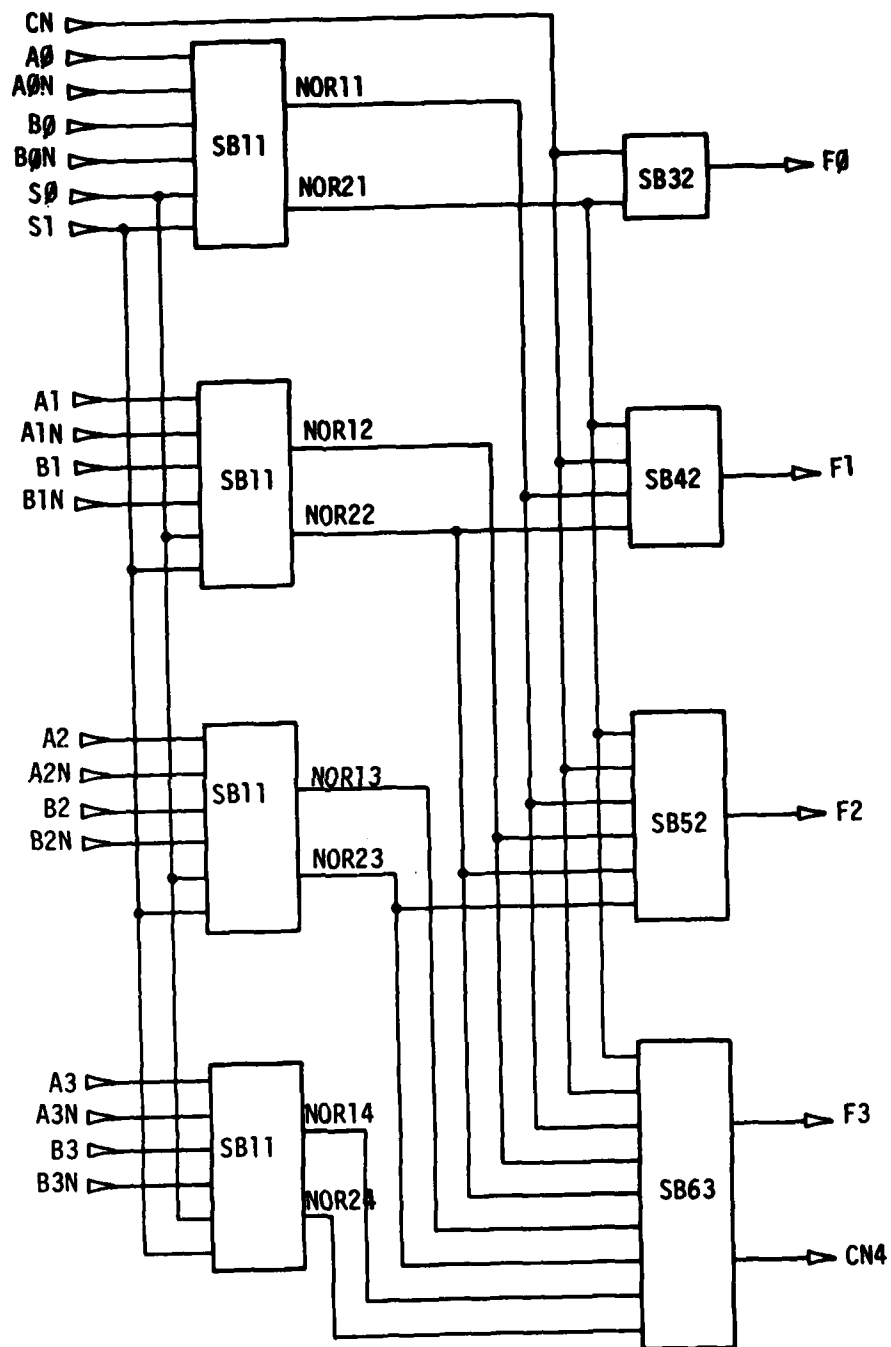 CN
AØ
AØN
BØ
BØN
SØ
S1
SB11
NOR11
NOR21
SB32
FØ
A1
A1N
B1
B1N
SB11
NOR12
NOR22
SB42
F1
A2
A2N
B2
B2N
SB11
NOR13
NOR23
SB52
F2
A3
A3N
B3
B3N
SB11
NOR14
NOR24
SB63
F3
CN4